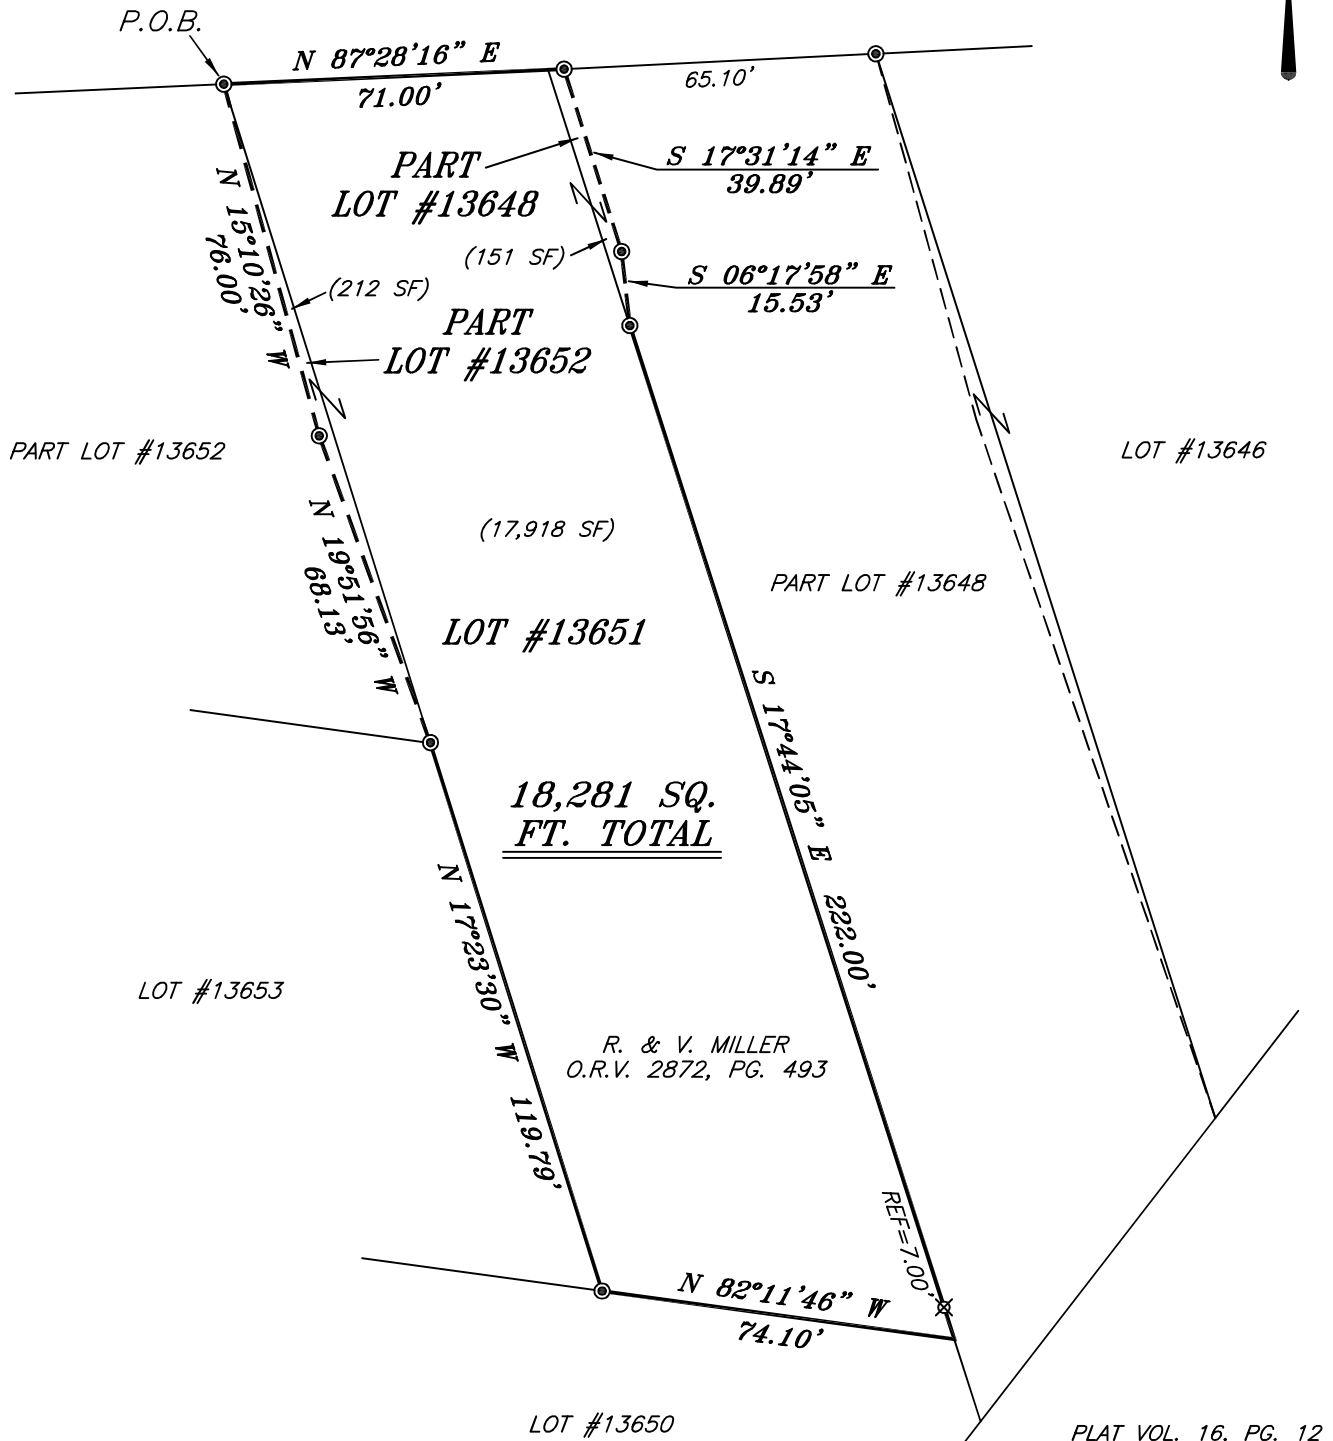 P.O.B.
N 87°28'16" E
71.00'
65.10'
S 17°31'14" E
39.89'
PART
LOT #13648
N 15°10'26" W
76.00'
(151 SF)
S 06°17'58" E
15.53'
(212 SF)
PART
LOT #13652
PART LOT #13652
LOT #13646
N 19°51'56" W
68.13'
(17,918 SF)
PART LOT #13648
LOT #13651
S 17°44'05" E 222.00'
18,281 SQ.
FT. TOTAL
N 17°23'30" W 119.79'
LOT #13653
R. & V. MILLER
O.R.V. 2872, PG. 493
REF=7.00'
N 82°11'46" W
74.10'
LOT #13650
PLAT VOL. 16, PG. 12